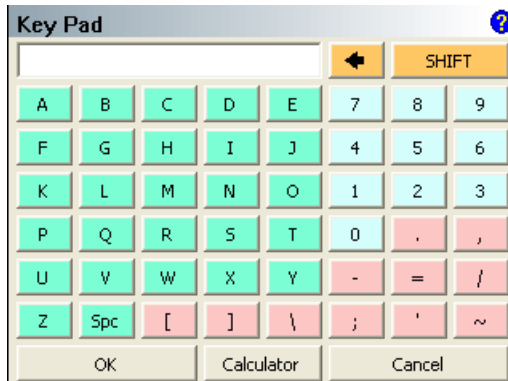 Key Pad ?
SHIFT
A B C D E 7 8 9
F G H I J 4 5 6
K L M N O 1 2 3
P Q R S T 0 . ,
U V W X Y - = /
Z Spc [ ] \ ; ' ~
OK Calculator Cancel